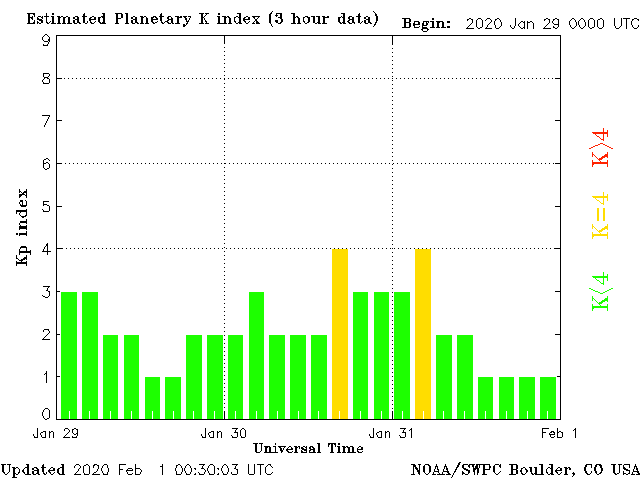 Estimated Planetary K index (3 hour data) Begin: 2020 Jan 29 0000 UTC
9
8
7
6
5
4
3
2
1
0
Kp index
K>4
K=4
K<4
Jan 29 Jan 30 Jan 31 Feb 1
Universal Time
Updated 2020 Feb 1 00:30:03 UTC NOAA/SWPC Boulder, CO USA